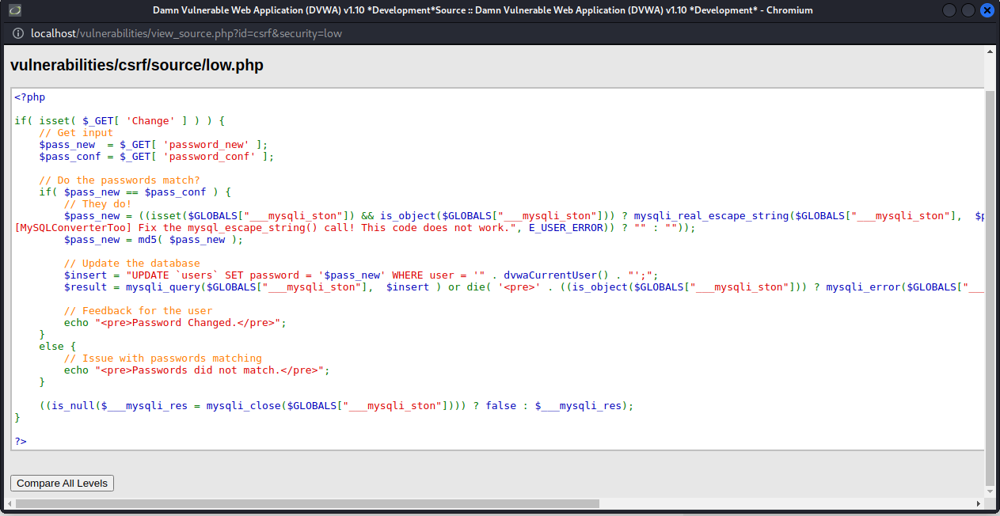 Damn Vulnerable Web Application (DVWA) v1.10 *Development*Source :: Damn Vulnerable Web Application (DVWA) v1.10 *Development* - Chromium
localhost/vulnerabilities/view_source.php?id=csrf&security=low
vulnerabilities/csrf/source/low.php
<?php

if( isset( $_GET[ 'Change' ] ) ) {
    // Get input
    $pass_new  = $_GET[ 'password_new' ];
    $pass_conf = $_GET[ 'password_conf' ];

    // Do the passwords match?
    if( $pass_new == $pass_conf ) {
        // They do!
        $pass_new = ((isset($GLOBALS["___mysqli_ston"]) && is_object($GLOBALS["___mysqli_ston"])) ? mysqli_real_escape_string($GLOBALS["___mysqli_ston"],  $p
[MySQLConverterToo] Fix the mysql_escape_string() call! This code does not work.", E_USER_ERROR)) ? "" : ""));
        $pass_new = md5( $pass_new );

        // Update the database
        $insert = "UPDATE `users` SET password = '$pass_new' WHERE user = '" . dvwaCurrentUser() . "';";
        $result = mysqli_query($GLOBALS["___mysqli_ston"],  $insert ) or die( '<pre>' . ((is_object($GLOBALS["___mysqli_ston"])) ? mysqli_error($GLOBALS["___

        // Feedback for the user
        echo "<pre>Password Changed.</pre>";
    }
    else {
        // Issue with passwords matching
        echo "<pre>Passwords did not match.</pre>";
    }

    ((is_null($___mysqli_res = mysqli_close($GLOBALS["___mysqli_ston"]))) ? false : $___mysqli_res);
}

?>
Compare All Levels